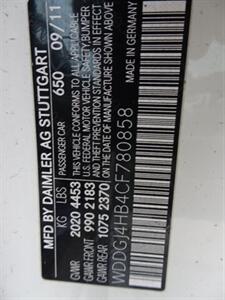 MFD BY DAIMLER AG STUTTGART
PASSENGER CAR 650 09/11
KG LBS THIS VEHICLE CONFORMS TO ALL APPLICABLE
GVWR 2020 4453 U.S. FEDERAL MOTOR VEHICLE SAFETY, BUMPER
GAWR FRONT 990 2183 AND THEFT PREVENTION STANDARDS IN EFFECT
GAWR REAR 1075 2370 ON THE DATE OF MANUFACTURE SHOWN ABOVE.
WDDGJ4HB4CF780858
MADE IN GERMANY